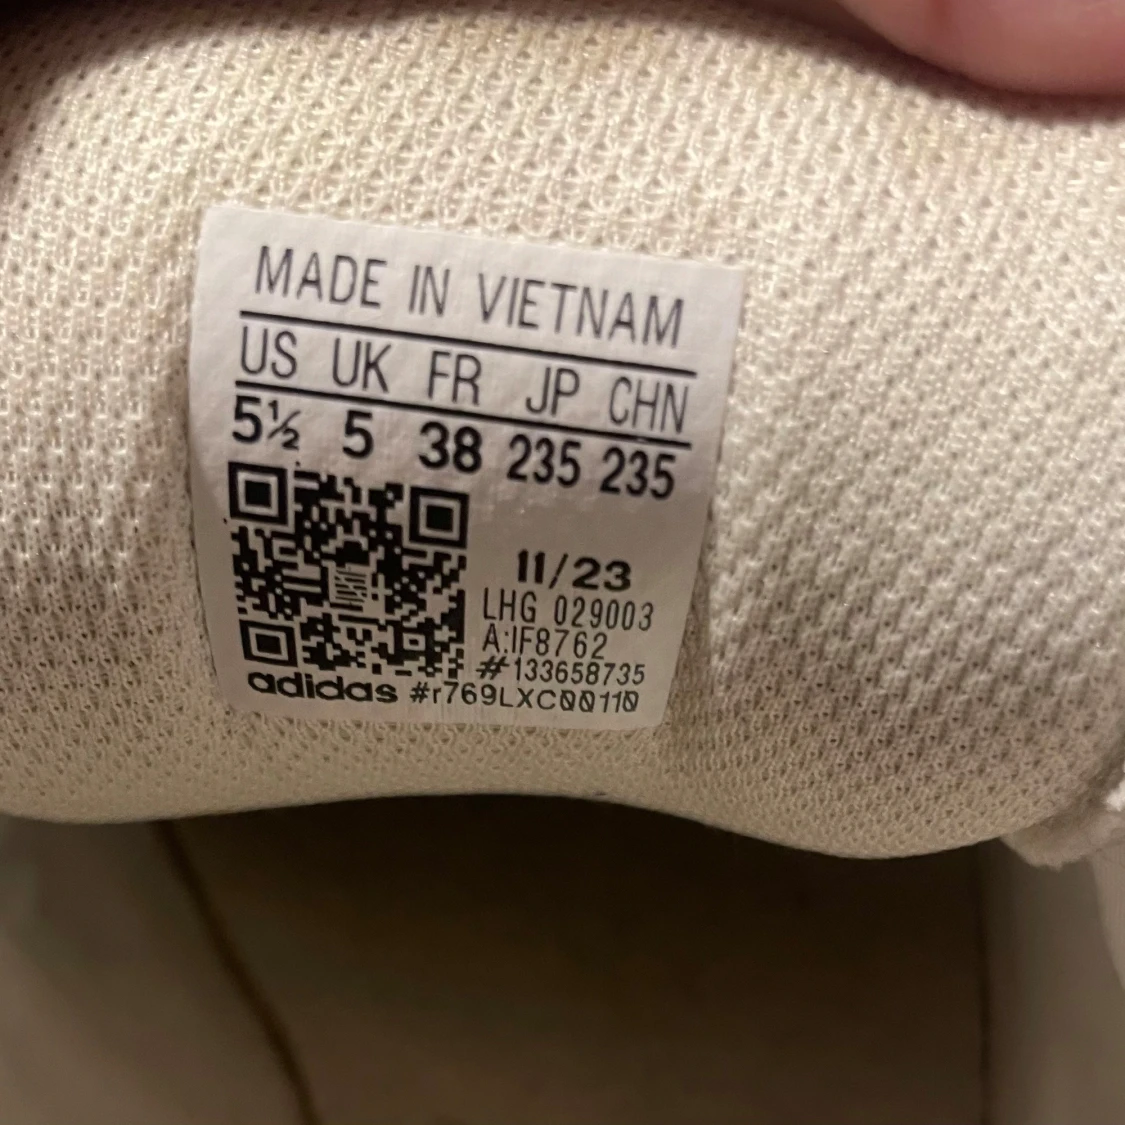 MADE IN VIETNAM
US UK FR JP CHN
5½ 5 38 235 235
11/23
LHG 029003
A:IF8762
#133658735
adidas #r769LXC00110